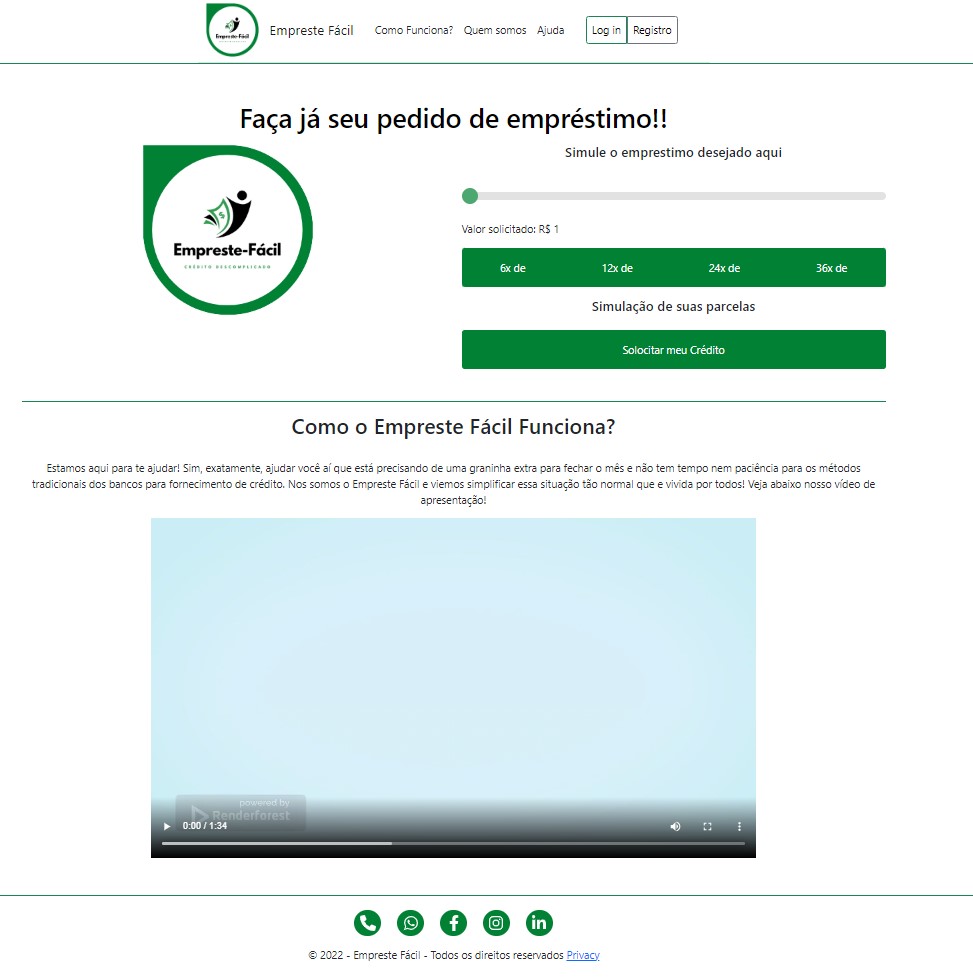 Empreste-Fácil
Empreste Fácil Como Funciona? Quem somos Ajuda Log in Registro
Faça já seu pedido de empréstimo!!
Simule o emprestimo desejado aqui
Empreste-Fácil
CRÉDITO DESCOMPLICADO
Valor solicitado: R$ 1
6x de 12x de 24x de 36x de
Simulação de suas parcelas
Solocitar meu Crédito
Como o Empreste Fácil Funciona?
Estamos aqui para te ajudar! Sim, exatamente, ajudar você aí que está precisando de uma graninha extra para fechar o mês e não tem tempo nem paciência para os métodos
tradicionais dos bancos para fornecimento de crédito. Nos somos o Empreste Fácil e viemos simplificar essa situação tão normal que e vivida por todos! Veja abaixo nosso vídeo de
apresentação!
powered by
Renderforest
0:00 / 1:34
© 2022 - Empreste Fácil - Todos os direitos reservados Privacy